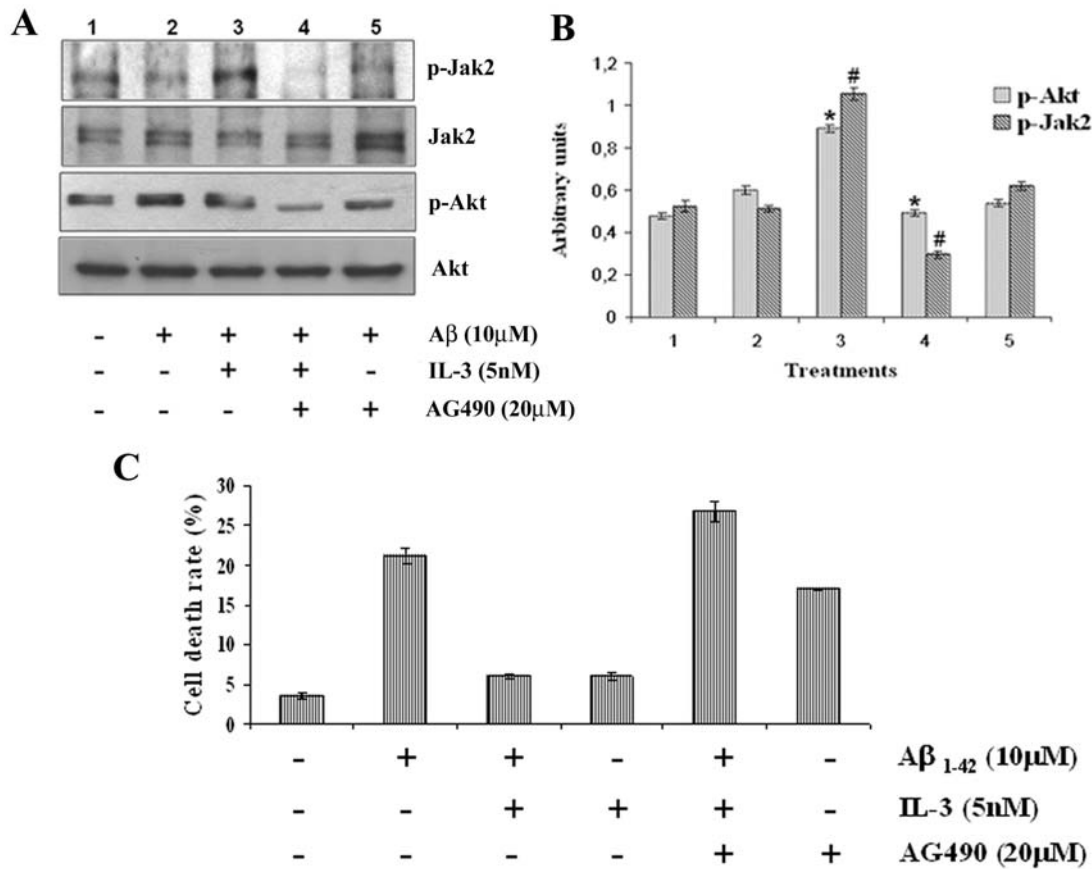 A
1 2 3 4 5
p-Jak2
Jak2
p-Akt
Akt
- + + + + Aβ (10μM)
- - + + - IL-3 (5nM)
- - - + + AG490 (20μM)
B
1,2
1
0,8
0,6
0,4
0,2
0
Arbitrary units
* # * #
p-Akt
p-Jak2
1 2 3 4 5
Treatments
C
30
25
20
15
10
5
0
Cell death rate (%)
- + + - + - Aβ 1-42 (10μM)
- - + + + - IL-3 (5nM)
- - - - + + AG490 (20μM)